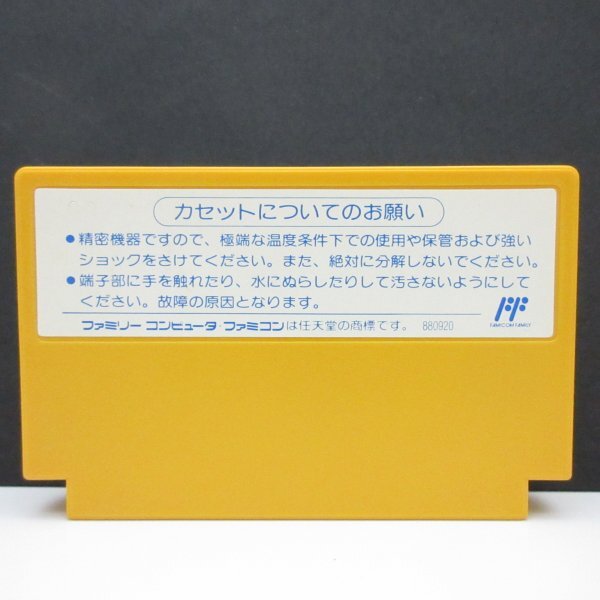 カセットについてのお願い
●精密機器ですので、極端な温度条件下での使用や保管および強い
ショックをさけてください。また、絶対に分解しないでください。
●端子部に手を触れたり、水にぬらしたりして汚さないようにして
ください。故障の原因となります。
ファミリー コンピュータ・ファミコンは任天堂の商標です。 880920
FAMICOM FAMILY